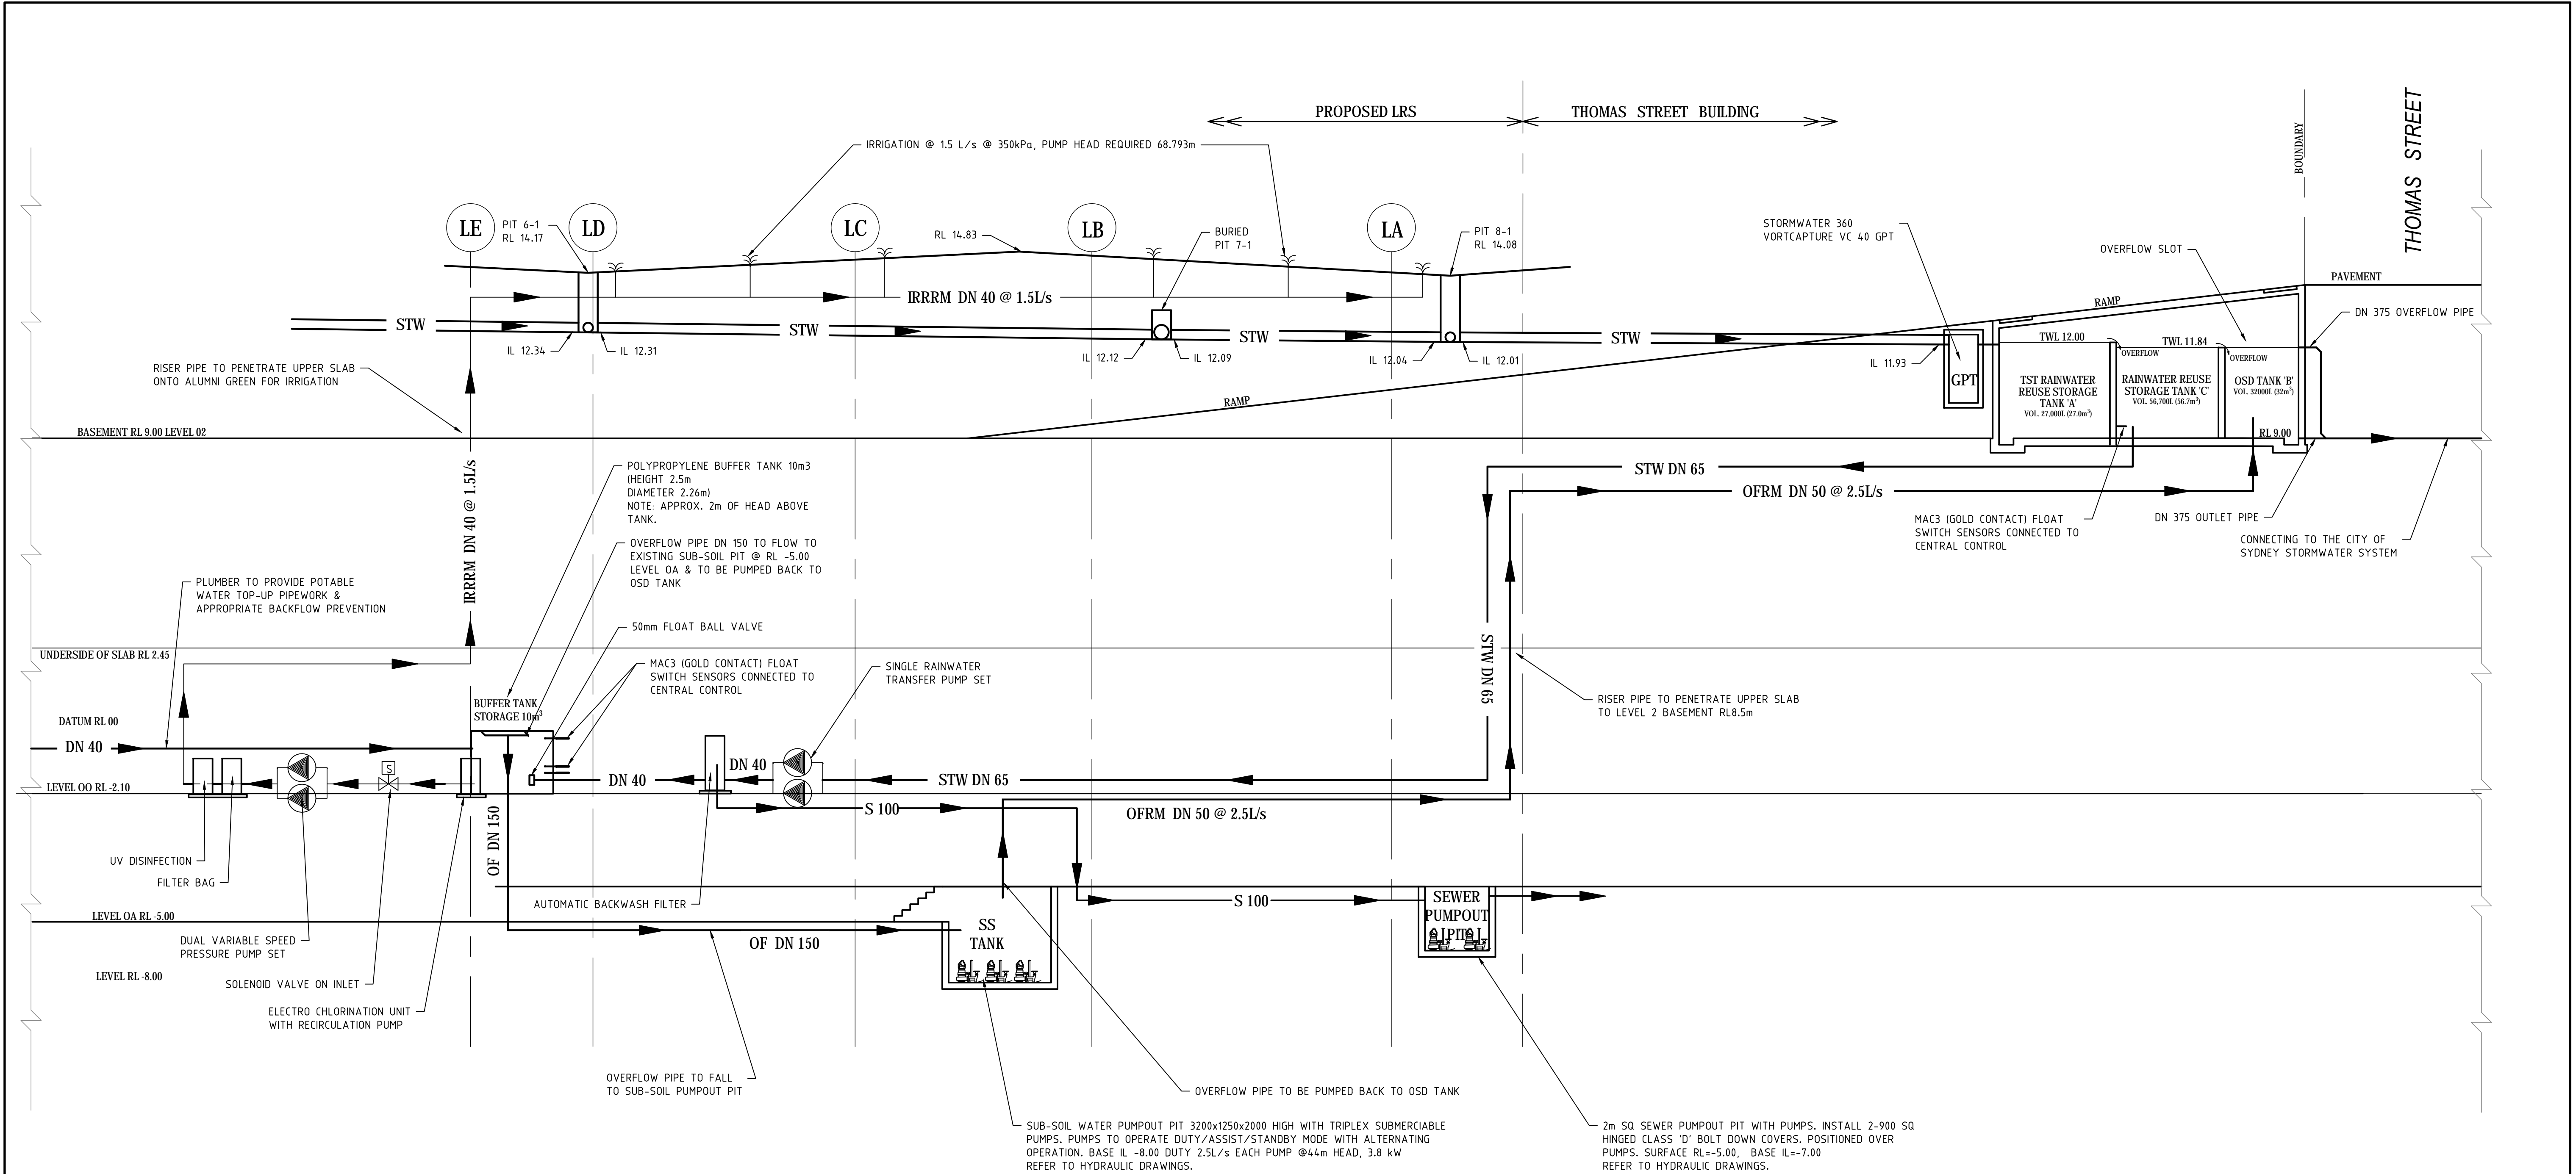 PROPOSED LRS
THOMAS STREET BUILDING
BOUNDARY
THOMAS STREET
IRRIGATION @ 1.5 L/s @ 350kPa, PUMP HEAD REQUIRED 68.793m
LE
PIT 6-1
RL 14.17
LD
LC
RL 14.83
LB
BURIED
PIT 7-1
LA
PIT 8-1
RL 14.08
STORMWATER 360
VORTCAPTURE VC 40 GPT
OVERFLOW SLOT
PAVEMENT
RAMP
DN 375 OVERFLOW PIPE
IRRRM DN 40 @ 1.5L/s
STW
STW
STW
STW
IL 12.34
IL 12.31
IL 12.12
IL 12.09
IL 12.04
IL 12.01
IL 11.93
TWL 12.00
OVERFLOW
TWL 11.84
OVERFLOW
GPT
TST RAINWATER
REUSE STORAGE
TANK 'A'
VOL. 27,000L (27.0m³)
RAINWATER REUSE
STORAGE TANK 'C'
VOL. 56,700L (56.7m³)
OSD TANK 'B'
VOL. 32000L (32m³)
RL 9.00
RISER PIPE TO PENETRATE UPPER SLAB
ONTO ALUMNI GREEN FOR IRRIGATION
RAMP
BASEMENT RL 9.00 LEVEL 02
IRRRM DN 40 @ 1.5L/s
POLYPROPYLENE BUFFER TANK 10m3
(HEIGHT 2.5m
DIAMETER 2.26m)
NOTE: APPROX. 2m OF HEAD ABOVE
TANK.
STW DN 65
OFRM DN 50 @ 2.5L/s
MAC3 (GOLD CONTACT) FLOAT
SWITCH SENSORS CONNECTED TO
CENTRAL CONTROL
DN 375 OUTLET PIPE
CONNECTING TO THE CITY OF
SYDNEY STORMWATER SYSTEM
OVERFLOW PIPE DN 150 TO FLOW TO
EXISTING SUB-SOIL PIT @ RL -5.00
LEVEL OA & TO BE PUMPED BACK TO
OSD TANK
PLUMBER TO PROVIDE POTABLE
WATER TOP-UP PIPEWORK &
APPROPRIATE BACKFLOW PREVENTION
50mm FLOAT BALL VALVE
UNDERSIDE OF SLAB RL 2.45
MAC3 (GOLD CONTACT) FLOAT
SWITCH SENSORS CONNECTED TO
CENTRAL CONTROL
SINGLE RAINWATER
TRANSFER PUMP SET
STW DN 65
RISER PIPE TO PENETRATE UPPER SLAB
TO LEVEL 2 BASEMENT RL8.5m
BUFFER TANK
STORAGE 10m³
DATUM RL 00
DN 40
S
DN 40
DN 40
STW DN 65
LEVEL OO RL -2.10
S 100
OFRM DN 50 @ 2.5L/s
OF DN 150
UV DISINFECTION
FILTER BAG
AUTOMATIC BACKWASH FILTER
S 100
SEWER
PUMPOUT
PIT
LEVEL OA RL -5.00
SS
TANK
OF DN 150
DUAL VARIABLE SPEED
PRESSURE PUMP SET
LEVEL RL -8.00
SOLENOID VALVE ON INLET
ELECTRO CHLORINATION UNIT
WITH RECIRCULATION PUMP
OVERFLOW PIPE TO FALL
TO SUB-SOIL PUMPOUT PIT
OVERFLOW PIPE TO BE PUMPED BACK TO OSD TANK
SUB-SOIL WATER PUMPOUT PIT 3200x1250x2000 HIGH WITH TRIPLEX SUBMERCIABLE
PUMPS. PUMPS TO OPERATE DUTY/ASSIST/STANDBY MODE WITH ALTERNATING
OPERATION. BASE IL -8.00 DUTY 2.5L/s EACH PUMP @44m HEAD, 3.8 kW
REFER TO HYDRAULIC DRAWINGS.
2m SQ SEWER PUMPOUT PIT WITH PUMPS. INSTALL 2-900 SQ
HINGED CLASS 'D' BOLT DOWN COVERS. POSITIONED OVER
PUMPS. SURFACE RL=-5.00, BASE IL=-7.00
REFER TO HYDRAULIC DRAWINGS.